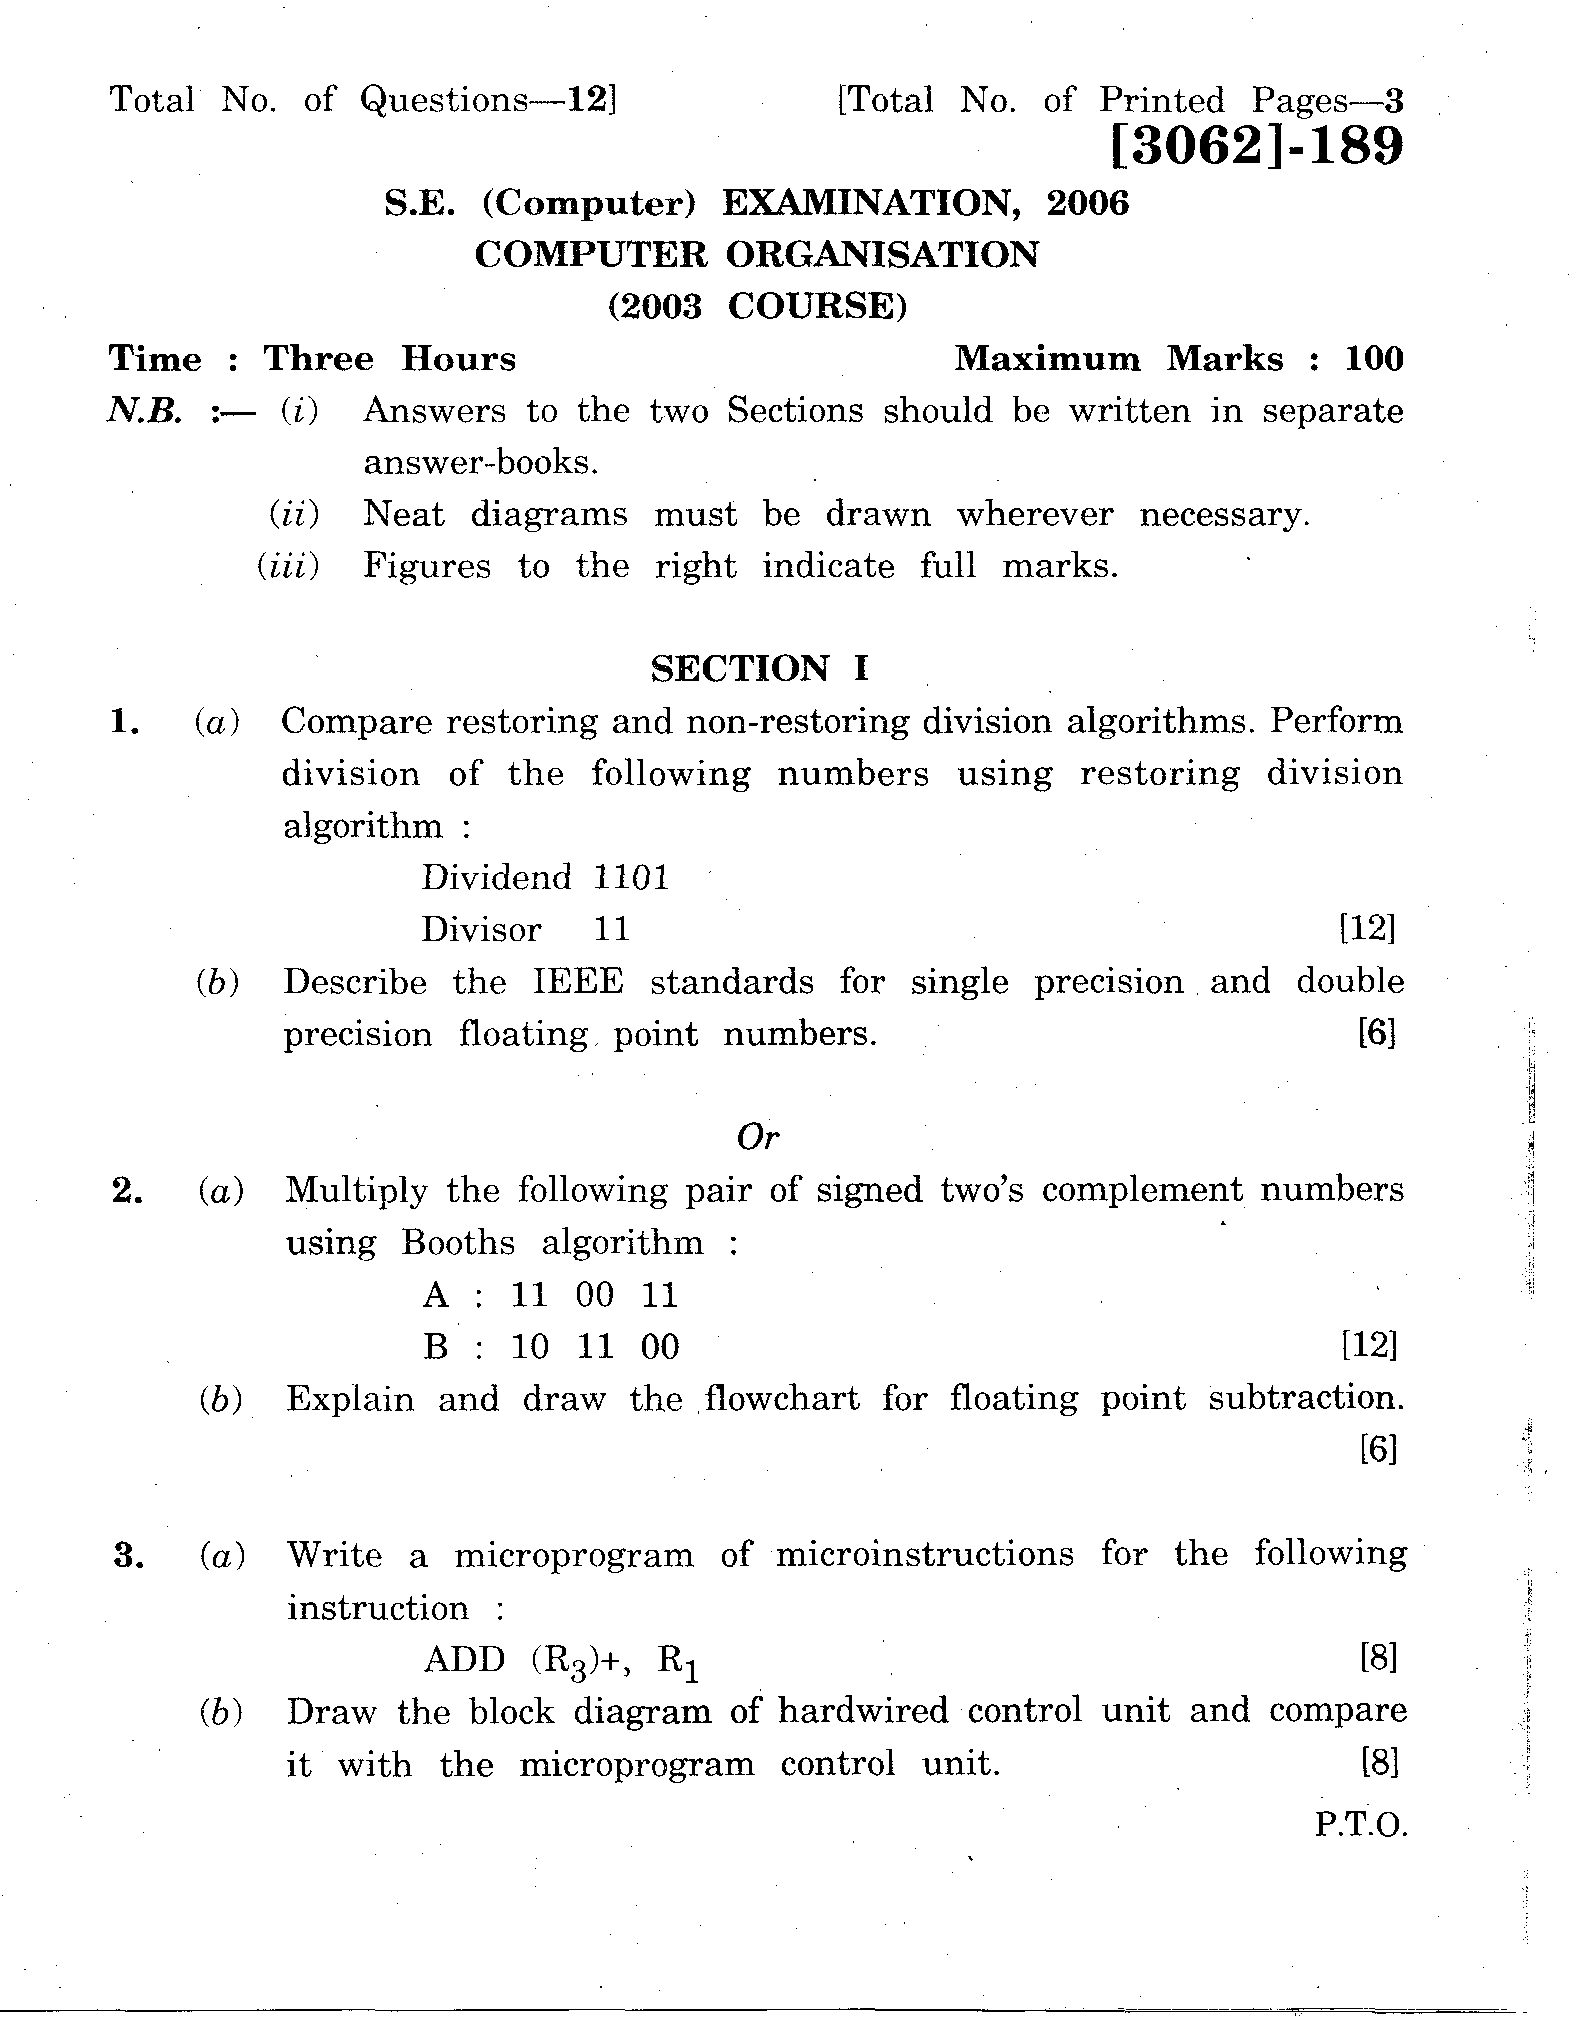 Total No. of Questions—12] [Total No. of Printed Pages—3
[3062]-189
S.E. (Computer) EXAMINATION, 2006
COMPUTER ORGANISATION
(2003 COURSE)
Time : Three Hours Maximum Marks : 100
N.B. :— (i) Answers to the two Sections should be written in separate
answer-books.
(ii) Neat diagrams must be drawn wherever necessary.
(iii) Figures to the right indicate full marks.
SECTION I
1. (a) Compare restoring and non-restoring division algorithms. Perform
division of the following numbers using restoring division
algorithm :
Dividend 1101
Divisor 11 [12]
(b) Describe the IEEE standards for single precision and double
precision floating point numbers. [6]
Or
2. (a) Multiply the following pair of signed two's complement numbers
using Booths algorithm :
A : 11 00 11
B : 10 11 00 [12]
(b) Explain and draw the flowchart for floating point subtraction.
[6]
3. (a) Write a microprogram of microinstructions for the following
instruction :
ADD (R3)+, R1 [8]
(b) Draw the block diagram of hardwired control unit and compare
it with the microprogram control unit. [8]
P.T.O.